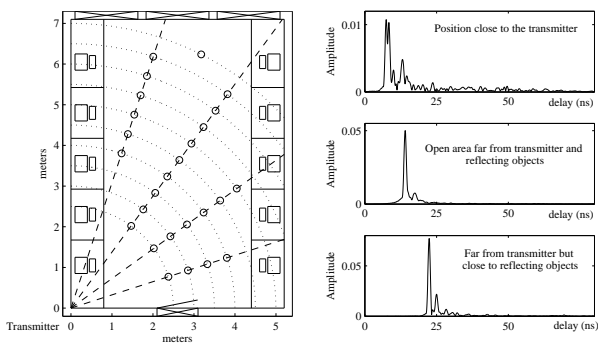 7
6
5
4
3
2
1
0
meters
Transmitter
0 1 2 3 4 5
meters
0.01
0
Amplitude
Position close to the transmitter
0 25 50
delay (ns)
0.05
Amplitude
Open area far from transmitter and
reflecting objects
0 25 50
delay (ns)
0.05
Amplitude
Far from transmitter but
close to reflecting objects
0 25 50
delay (ns)